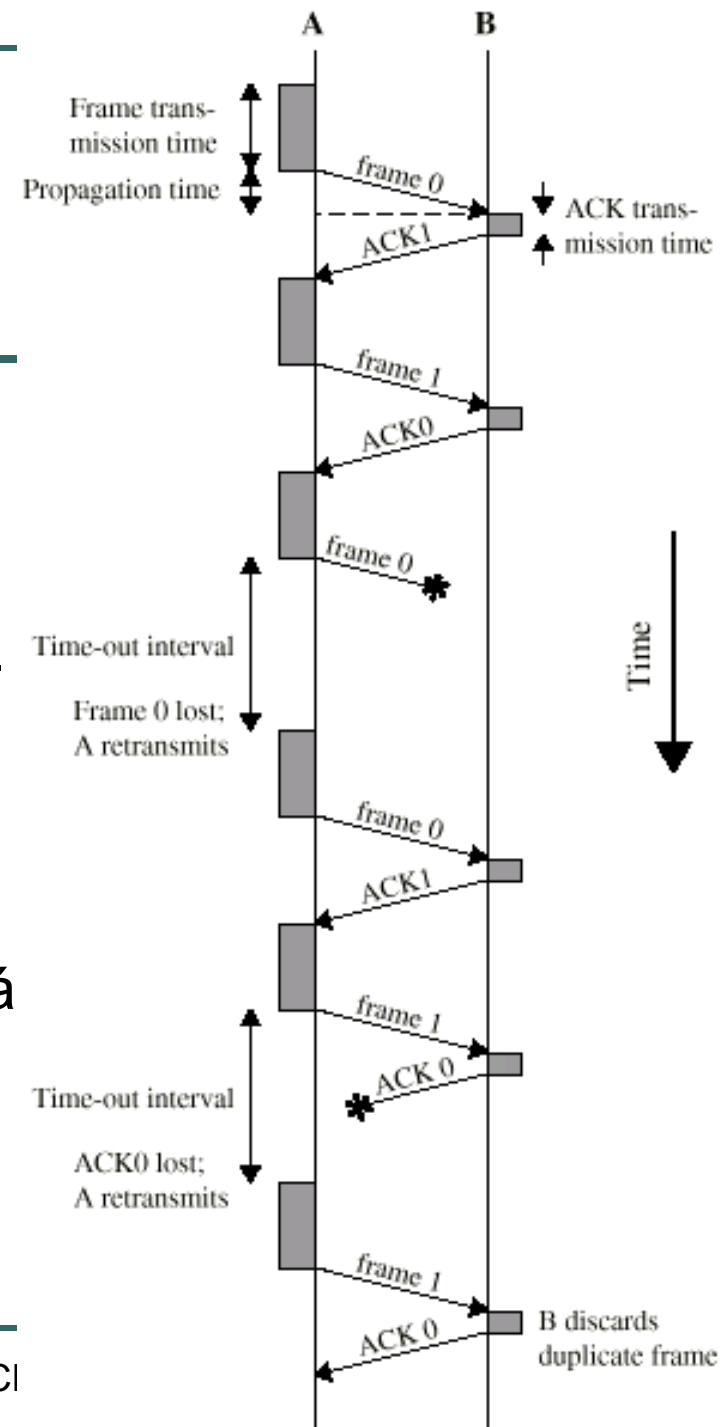 A
B
Frame trans-
mission time
frame 0
Propagation time
ACK trans-
mission time
ACK1
frame 1
ACK0
frame 0
Time-out interval
Time
Frame 0 lost;
A retransmits
frame 0
ACK1
á
frame 1
ACK 0
Time-out interval
ACK0 lost;
A retransmits
frame 1
B discards
duplicate frame
ACK 0